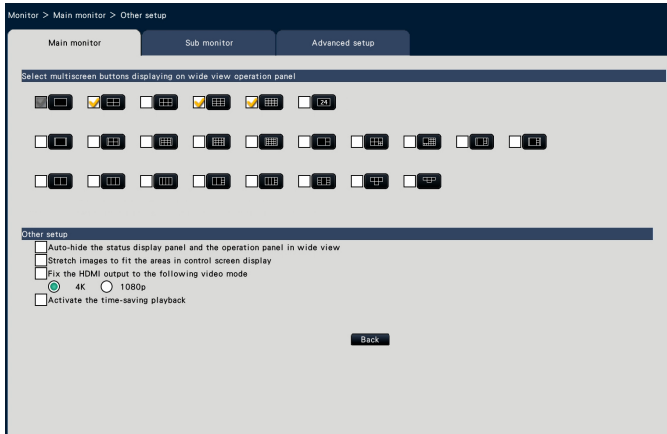 Monitor > Main monitor > Other setup
Main monitor Sub monitor Advanced setup
Select multiscreen buttons displaying on wide view operation panel
24
Other setup
Auto-hide the status display panel and the operation panel in wide view
Stretch images to fit the areas in control screen display
Fix the HDMI output to the following video mode
4K 1080p
Activate the time-saving playback
Back